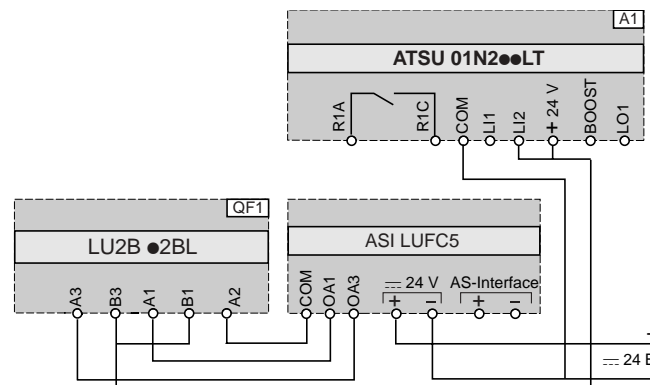 A1
ATSU 01N2●●LT
R1A R1C COM LI1 LI2 + 24 V BOOST LO1
QF1
LU2B ●2BL
A3 B3 A1 B1 A2
ASI LUFC5
COM OA1 OA3
24 V AS-Interface
+ – + –
24